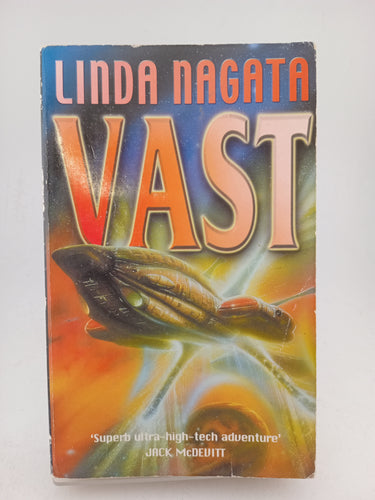 LINDA NAGATA
VAST
'Superb ultra-high-tech adventure'
JACK McDEVITT